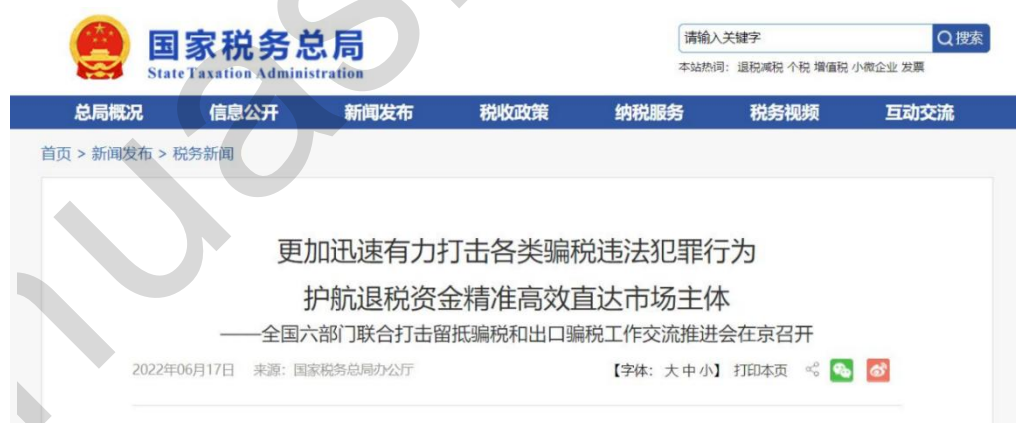 国家税务总局
State Taxation Administration
请输入关键字
搜索
本站热词： 退税减税 个税 增值税 小微企业 发票
总局概况 信息公开 新闻发布 税收政策 纳税服务 税务视频 互动交流
首页 > 新闻发布 > 税务新闻
更加迅速有力打击各类骗税违法犯罪行为
护航退税资金精准高效直达市场主体
——全国六部门联合打击留抵骗税和出口骗税工作交流推进会在京召开
2022年06月17日 来源：国家税务总局办公厅 【字体：大 中 小】 打印本页